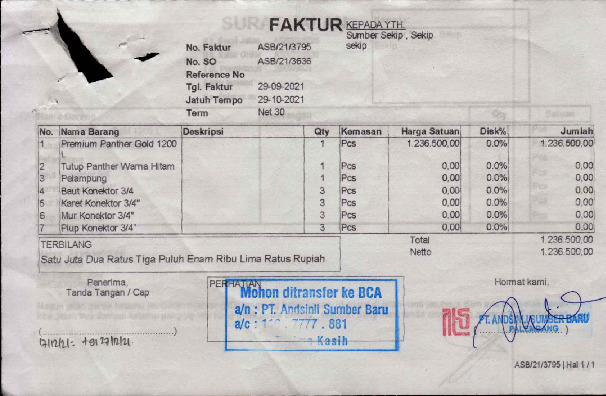 FAKTUR
KEPADA YTH.
Sumber Sekip , Sekip
sekip
No. Faktur ASB/21/3795
No. SO ASB/21/3636
Reference No
Tgl. Faktur 29-09-2021
Jatuh Tempo 29-10-2021
Term Net 30
No. Nama Barang Deskripsi Qty Kemasan Harga Satuan Disk% Jumlah
1 Premium Panther Gold 1200 1 Pcs 1.236.500,00 0.0% 1.236.500,00
L
2 Tutup Panther Warna Hitam 1 Pcs 0,00 0.0% 0,00
3 Pelampung 1 Pcs 0,00 0.0% 0,00
4 Baut Konektor 3/4 3 Pcs 0,00 0.0% 0,00
5 Karet Konektor 3/4" 3 Pcs 0,00 0.0% 0,00
6 Mur Konektor 3/4" 3 Pcs 0,00 0.0% 0,00
7 Plup Konektor 3/4" 3 Pcs 0,00 0.0% 0,00
TERBILANG
Satu Juta Dua Ratus Tiga Puluh Enam Ribu Lima Ratus Rupiah
Total 1.236.500,00
Netto 1.236.500,00
Penerima,
Tanda Tangan / Cap
PERHATIAN
Mohon ditransfer ke BCA
a/n : PT. Andsinli Sumber Baru
a/c : 7777 . 881
Kasih
Hormat kami,
PT. ANDSINLI SUMBER BARU
PALEMBANG
ASB/21/3795 | Hal 1 / 1